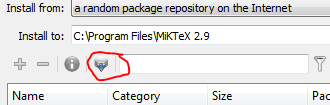 Install from: a random package repository on the Internet
Install to: C:\Program Files\MiKTeX 2.9
Name Category Size Pac